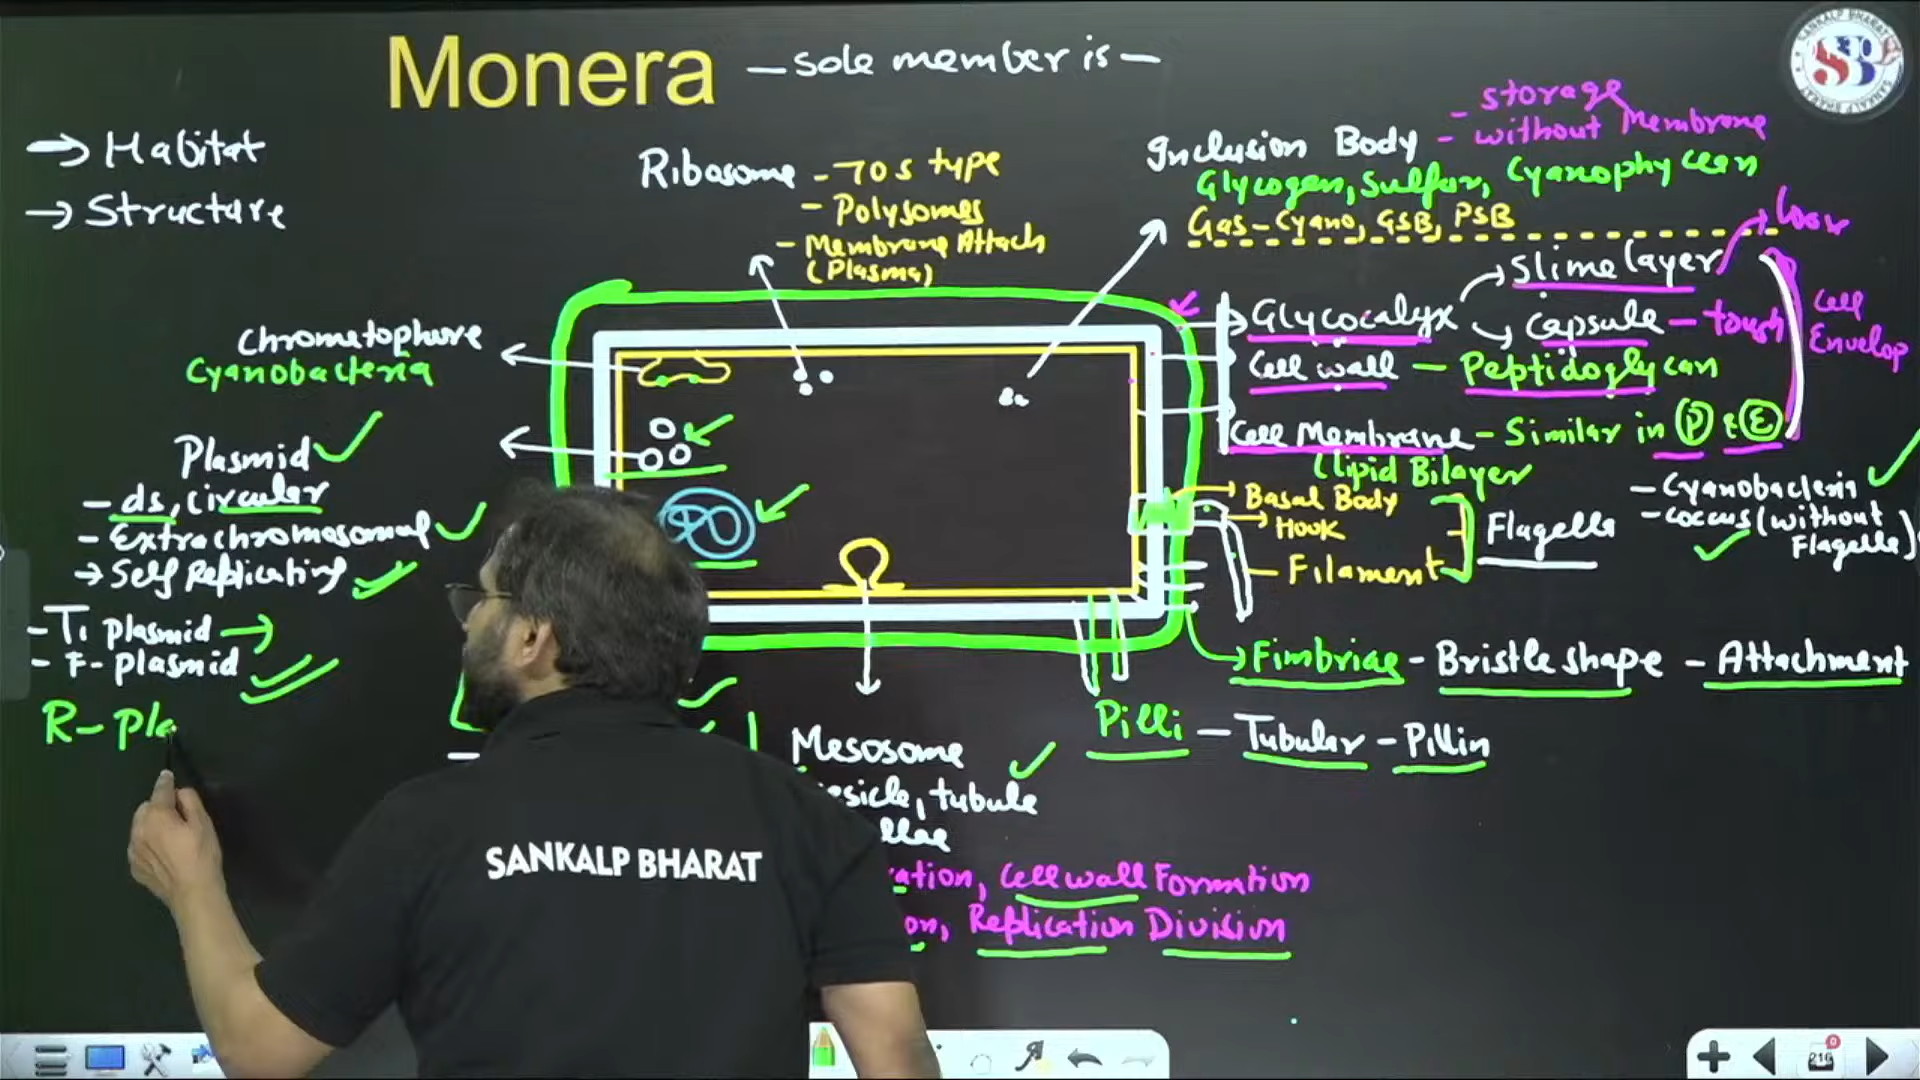 Monera - sole member is -
→ Habitat
→ Structure
Ribosome - 70s type
- Polysomes
- Membrane Attach
(Plasma)
Inclusion Body - storage
- without Membrane
Glycogen, Sulfur, Cyanophycean
Gas - Cyano, GSB, PSB
Glycocalyx
Slime layer
Capsule - tough
Cell Envelop
Cell wall - Peptidoglycan
Cell Membrane - Similar in P & E
(lipid Bilayer
Basal Body
Hook
Filament
Flagella
- Cyanobacteria
- Coccus (without Flagella)
Fimbriae - Bristle shape - Attachment
Pilli - Tubular - Pillin
Chromatophore
Cyanobacteria
Plasmid
- ds, circular
- Extrachromosomal
→ Self Replicating
- Ti plasmid →
- F-plasmid
R- Pla
Mesosome
tubule
Cell wall Formation
Replication Division
SANKALP BHARAT
SANKALP BHARAT
SB
216